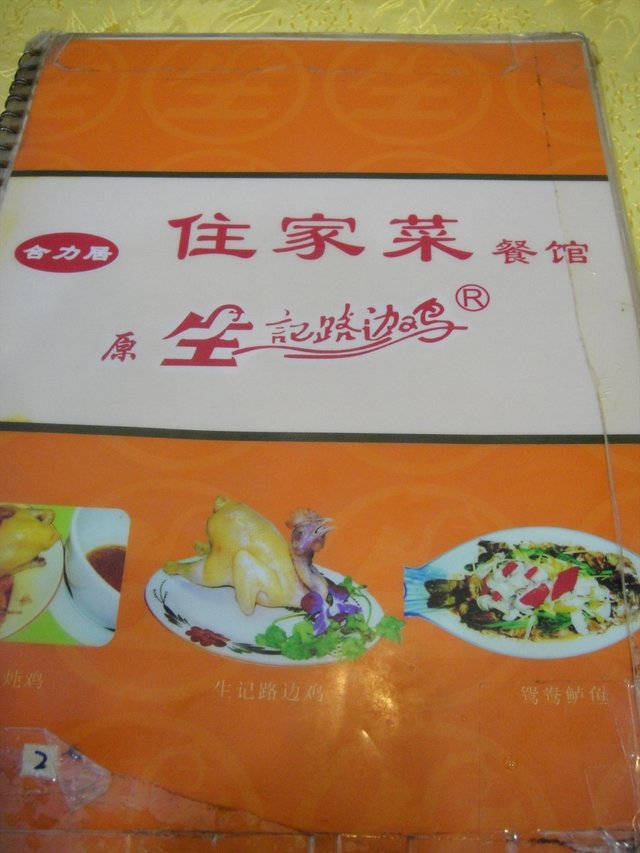 合力居
住家菜 餐馆
原 生記路边鸡®
炖鸡
生记路边鸡
鸳鸯鲈鱼
2